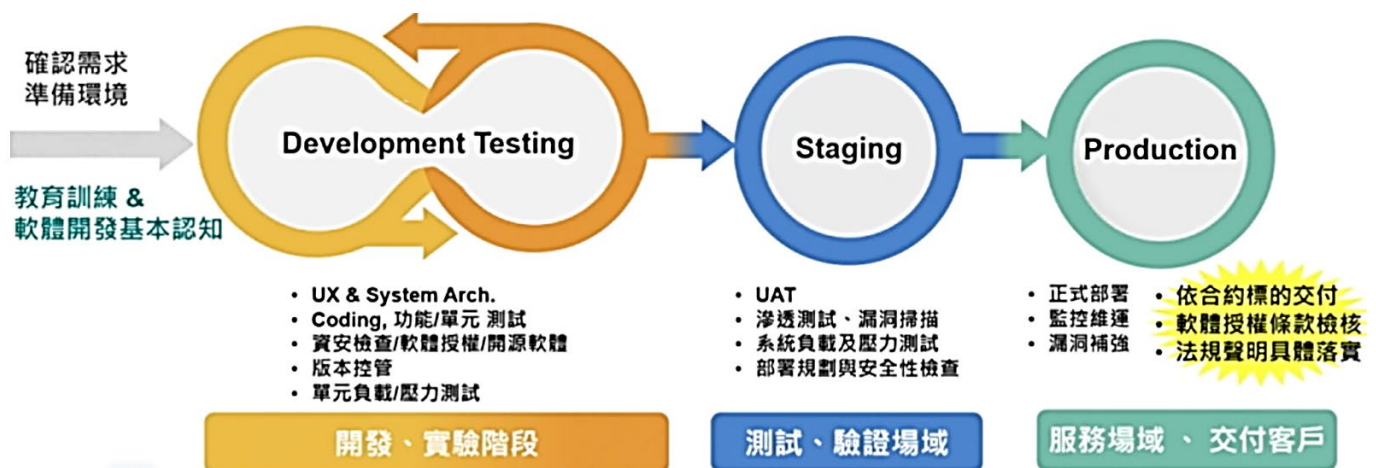 確認需求
準備環境
教育訓練 &
軟體開發基本認知
Development Testing
Staging
Production
• UX & System Arch.
• Coding, 功能/單元 測試
• 資安檢查/軟體授權/開源軟體
• 版本控管
• 單元負載/壓力測試
• UAT
• 滲透測試、漏洞掃描
• 系統負載及壓力測試
• 部署規劃與安全性檢查
• 正式部署
• 監控維運
• 漏洞補強
• 依合約標的交付
• 軟體授權條款檢核
• 法規聲明具體落實
開發、實驗階段
測試、驗證場域
服務場域 、 交付客戶